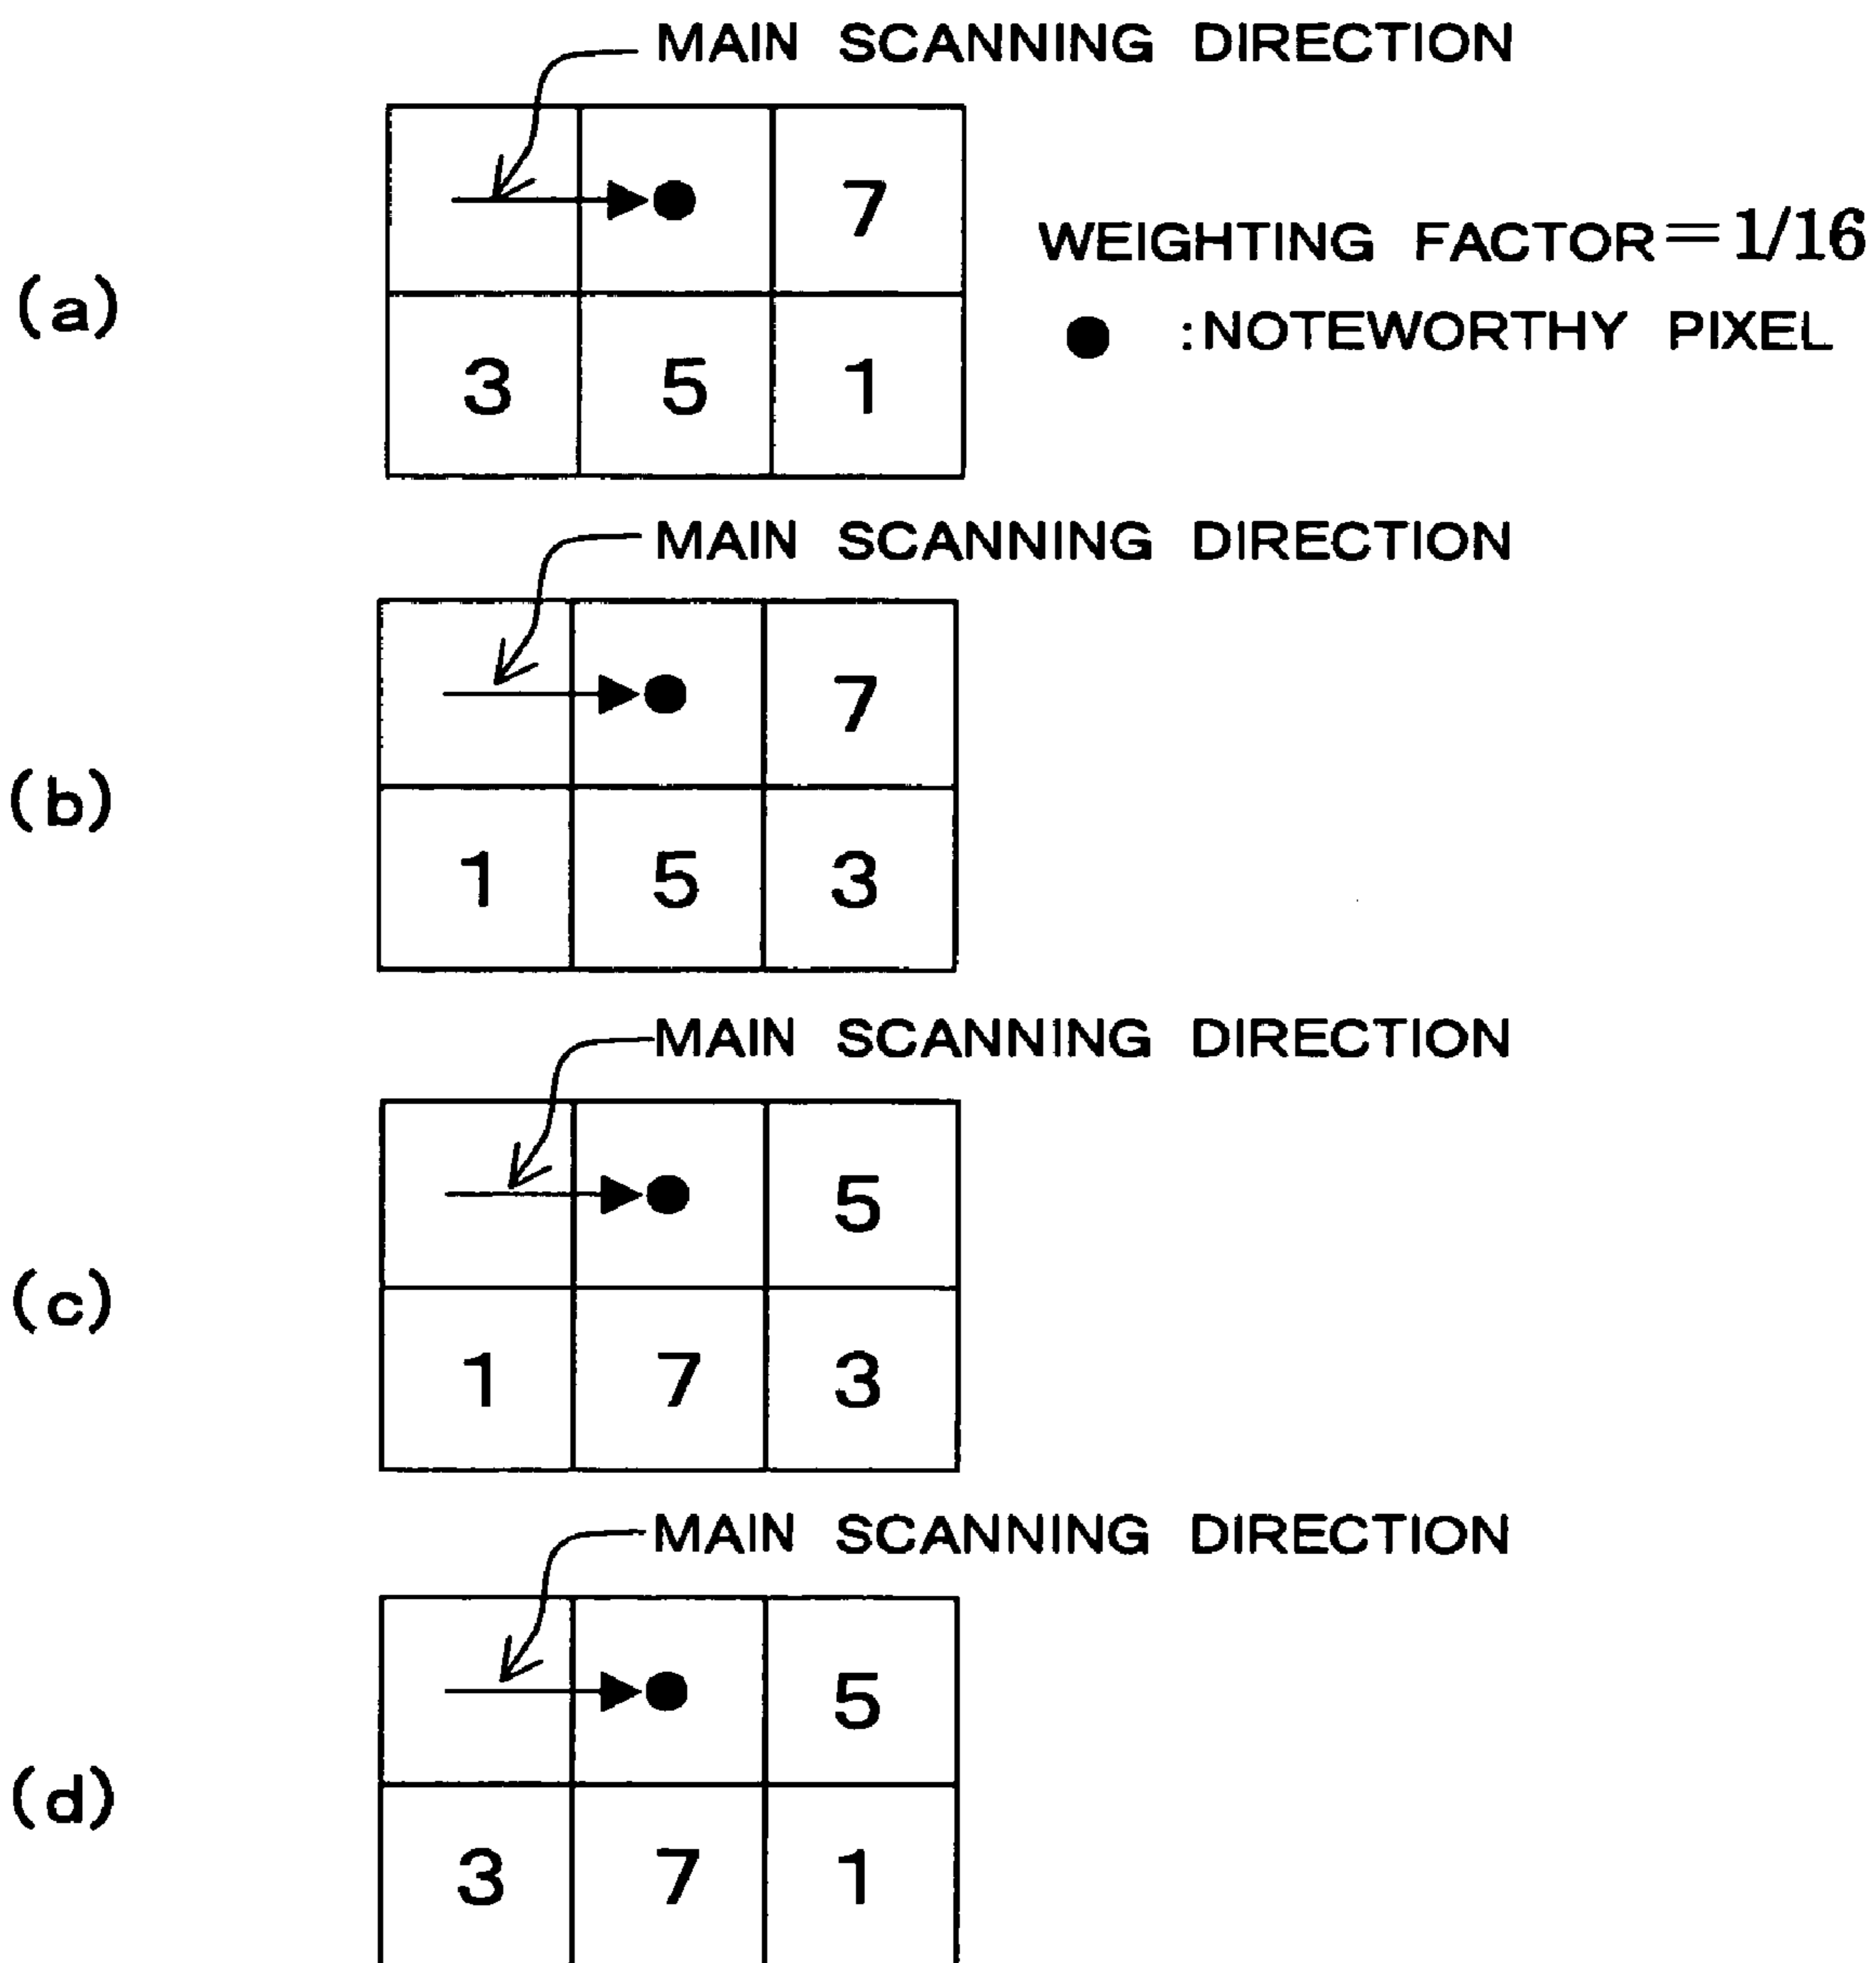 MAIN SCANNING DIRECTION
7
WEIGHTING FACTOR=1/16
(a)
:NOTEWORTHY PIXEL
3 5 1
MAIN SCANNING DIRECTION
7
(b)
1 5 3
MAIN SCANNING DIRECTION
5
(c)
1 7 3
MAIN SCANNING DIRECTION
5
(d)
3 7 1